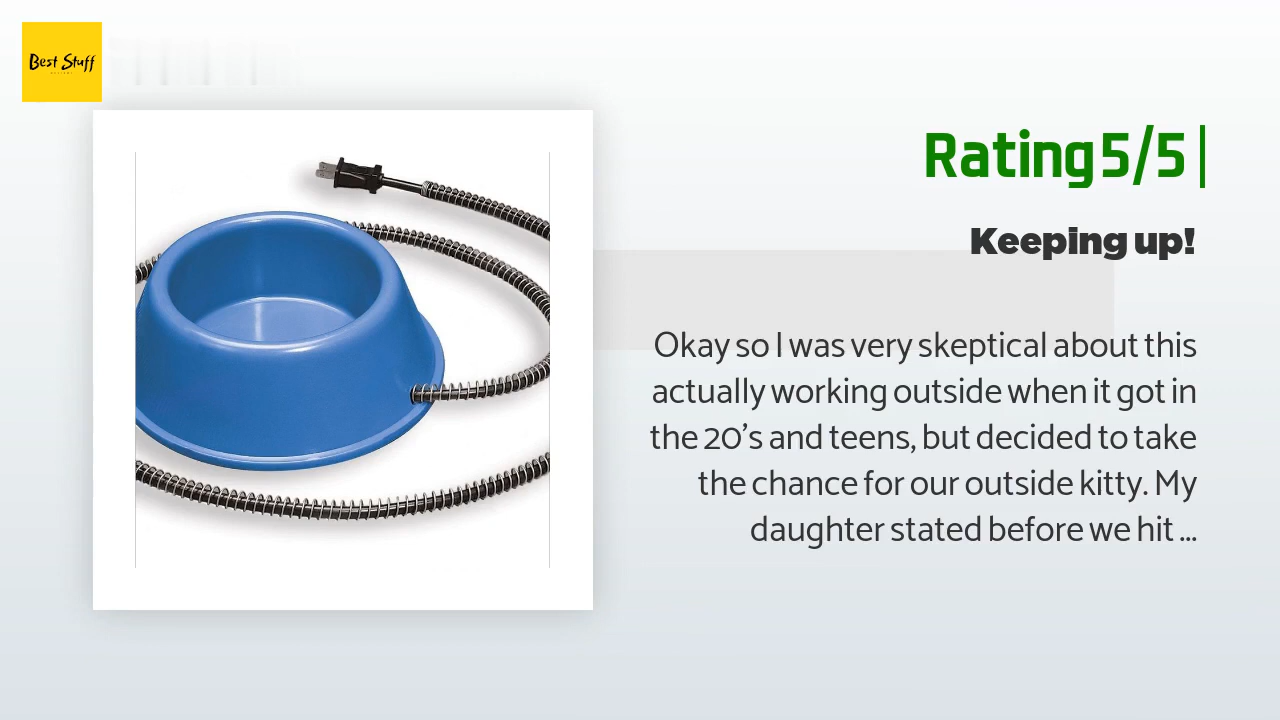 Best Stuff
Rating 5/5 |
Keeping up!
Okay so I was very skeptical about this
actually working outside when it got in
the 20's and teens, but decided to take
the chance for our outside kitty. My
daughter stated before we hit ...